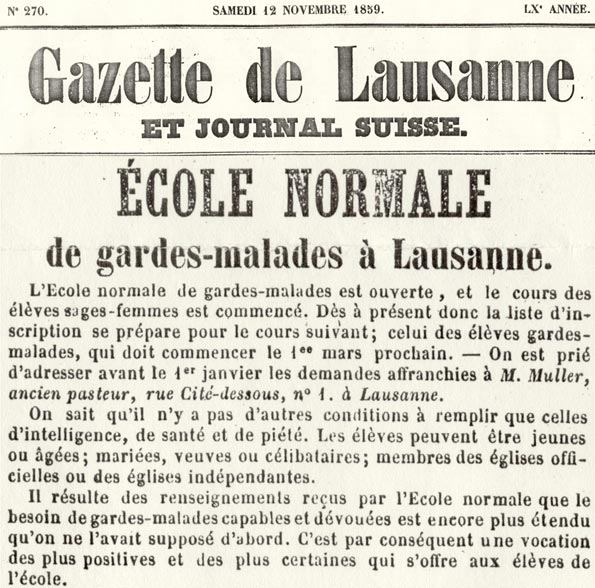 N° 270.
SAMEDI 12 NOVEMBRE 1859.
LXe ANNÉE.
Gazette de Lausanne
ET JOURNAL SUISSE.
ÉCOLE NORMALE
de gardes-malades à Lausanne.
L'Ecole normale de gardes-malades est ouverte, et le cours des
élèves sages-femmes est commencé. Dès à présent donc la liste d'in-
scription se prépare pour le cours suivant; celui des élèves gardes-
malades, qui doit commencer le 1ee mars prochain. — On est prié
d'adresser avant le 1er janvier les demandes affranchies à M. Muller,
ancien pasteur, rue Cité-dessous, n° 1. à Lausanne.
On sait qu'il n'y a pas d'autres conditions à remplir que celles
d'intelligence, de santé et de piété. Les élèves peuvent être jeunes
ou âgées; mariées, veuves ou célibataires; membres des églises offi-
cielles ou des églises indépendantes.
Il résulte des renseignements reçus par l'Ecole normale que le
besoin de gardes-malades capables et dévouées est encore plus étendu
qu'on ne l'avait supposé d'abord. C'est par conséquent une vocation
des plus positives et des plus certaines qui s'offre aux élèves de
l'école.